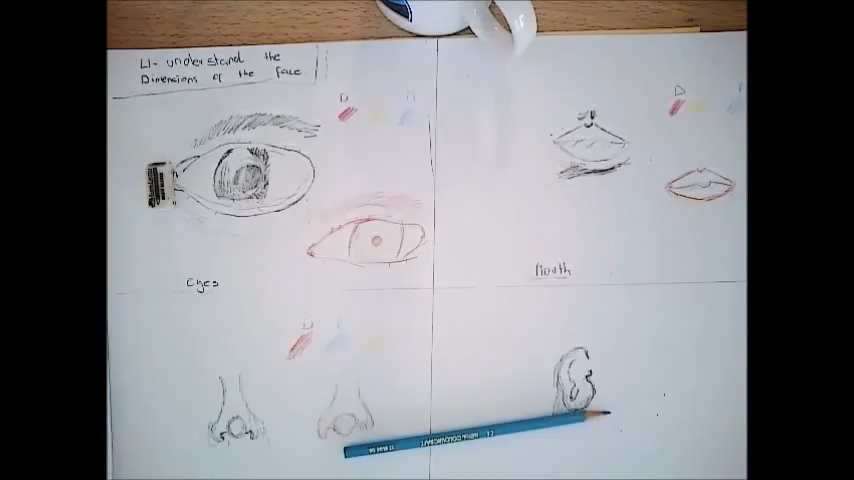 LI- understand the
Dimensions of the face
D
H
D
H
Eyes
Mouth
D